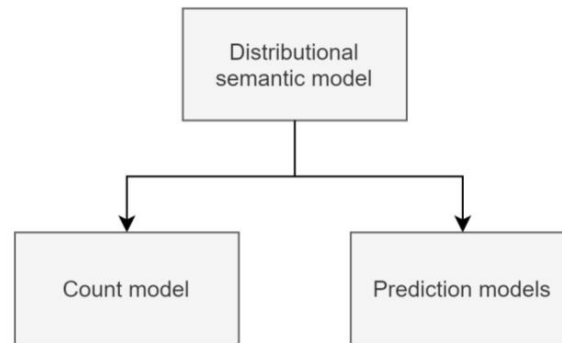 Distributional
semantic model
Count model
Prediction models